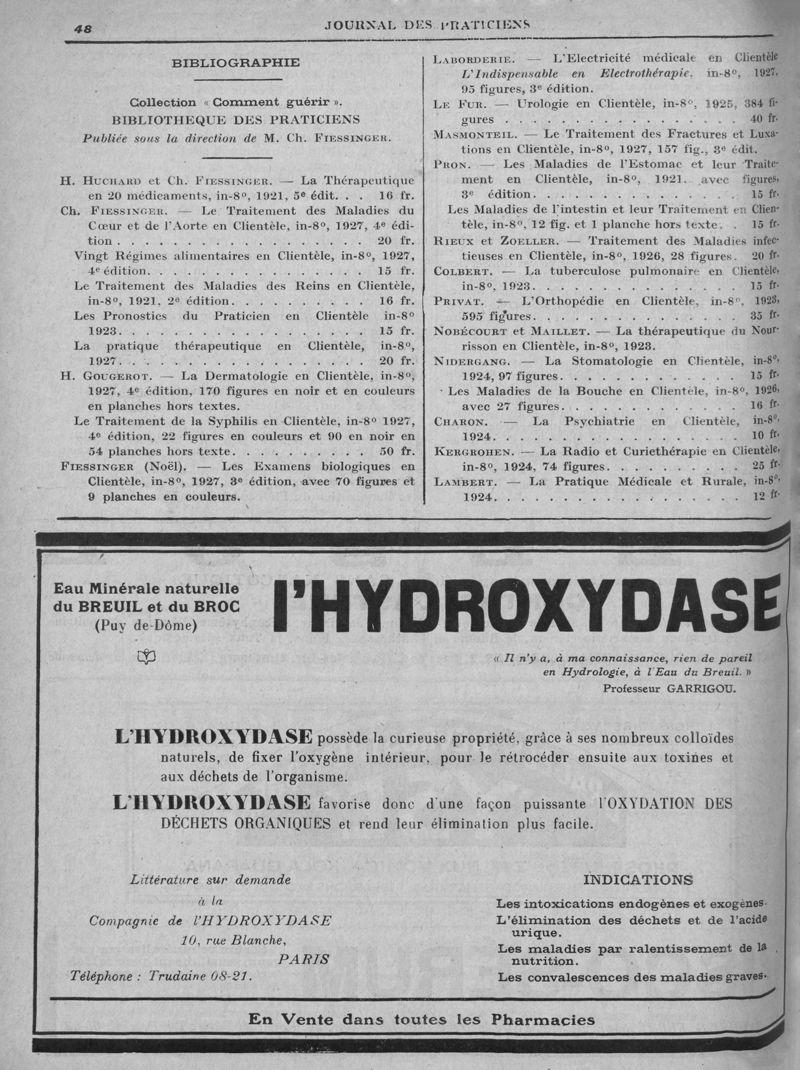 48
JOURNAL DES PRATICIENS
BIBLIOGRAPHIE
Collection « Comment guérir ».
BIBLIOTHEQUE DES PRATICIENS
Publiée sous la direction de M. Ch. FIESSINGER.
H. HUCHARD et Ch. FIESSINGER. — La Thérapeutique
en 20 médicaments, in-8º, 1921, 5e édit. . . 16 fr.
Ch. FIESSINGER. — Le Traitement des Maladies du
Cœur et de l'Aorte en Clientèle, in-8º, 1927, 4e édi-
tion . . . . . . . . . . . . . . . . . . 20 fr.
Vingt Régimes alimentaires en Clientèle, in-8º, 1927,
4e édition. . . . . . . . . . . . . . . . 15 fr.
Le Traitement des Maladies des Reins en Clientèle,
in-8º, 1921, 2e édition . . . . . . . . . 16 fr.
Les Pronostics du Praticien en Clientèle in-8º
1923. . . . . . . . . . . . . . . . . . 15 fr.
La pratique thérapeutique en Clientèle, in-8º,
1927. . . . . . . . . . . . . . . . . . 20 fr.
H. GOUGEROT. — La Dermatologie en Clientèle, in-8º,
1927, 4e édition, 170 figures en noir et en couleurs
en planches hors textes.
Le Traitement de la Syphilis en Clientèle, in-8º 1927,
4e édition, 22 figures en couleurs et 90 en noir en
54 planches hors texte. . . . . . . . . 50 fr.
FIESSINGER (Noël). — Les Examens biologiques en
Clientèle, in-8º, 1927, 3e édition, avec 70 figures et
9 planches en couleurs.
LABORDERIE. — L'Electricité médicale en Clientèle
L'Indispensable en Electrothérapie, in-8º, 1927,
95 figures, 3e édition.
LE FUR. — Urologie en Clientèle, in-8º, 1925, 384 fi-
gures . . . . . . . . . . . . . . . . 40 fr.
MASMONTEIL. — Le Traitement des Fractures et Luxa-
tions en Clientèle, in-8º, 1927, 157 fig., 3e édit.
PRON. — Les Maladies de l'Estomac et leur Traite-
ment en Clientèle, in-8º, 1921. avec figures,
3e édition. . . . . . . . . . . . . . 15 fr.
Les Maladies de l'intestin et leur Traitement en Clien-
tèle, in-8º, 12 fig. et 1 planche hors texte. . 15 fr.
RIEUX et ZOELLER. — Traitement des Maladies infec-
tieuses en Clientèle, in-8º, 1926, 28 figures. 20 fr.
COLBERT. — La tuberculose pulmonaire en Clientèle,
in-8º, 1923. . . . . . . . . . . . . . 15 fr.
PRIVAT. — L'Orthopédie en Clientèle, in-8º, 1923,
595 figures. . . . . . . . . . . . . . 35 fr.
NOBÉCOURT et MAILLET. — La thérapeutique du Nour-
risson en Clientèle, in-8º, 1923.
NIDERGANG. — La Stomatologie en Clientèle, in-8º,
1924, 97 figures. . . . . . . . . . . . 15 fr.
Les Maladies de la Bouche en Clientèle, in-8º, 1926,
avec 27 figures. . . . . . . . . . . . 16 fr.
CHARON. — La Psychiatrie en Clientèle, in-8º,
1924. . . . . . . . . . . . . . . . . 10 fr.
KERGROHEN. — La Radio et Curiethérapie en Clientèle,
in-8º, 1924, 74 figures. . . . . . . . . 25 fr.
LAMBERT. — La Pratique Médicale et Rurale, in-8º,
1924. . . . . . . . . . . . . . . . . 12 fr.
Eau Minérale naturelle
du BREUIL et du BROC
(Puy de-Dôme)
l'HYDROXYDASE
« Il n'y a, à ma connaissance, rien de pareil
en Hydrologie, à l'Eau du Breuil. »
Professeur GARRIGOU.
L'HYDROXYDASE possède la curieuse propriété, grâce à ses nombreux colloïdes
naturels, de fixer l'oxygène intérieur, pour le rétrocéder ensuite aux toxines et
aux déchets de l'organisme.
L'HYDROXYDASE favorise donc d'une façon puissante l'OXYDATION DES
DÉCHETS ORGANIQUES et rend leur élimination plus facile.
Littérature sur demande
à la
Compagnie de l'HYDROXYDASE
10, rue Blanche,
PARIS
Téléphone : Trudaine 08-21.
INDICATIONS
Les intoxications endogènes et exogènes.
L'élimination des déchets et de l'acide
urique.
Les maladies par ralentissement de la
nutrition.
Les convalescences des maladies graves.
En Vente dans toutes les Pharmacies